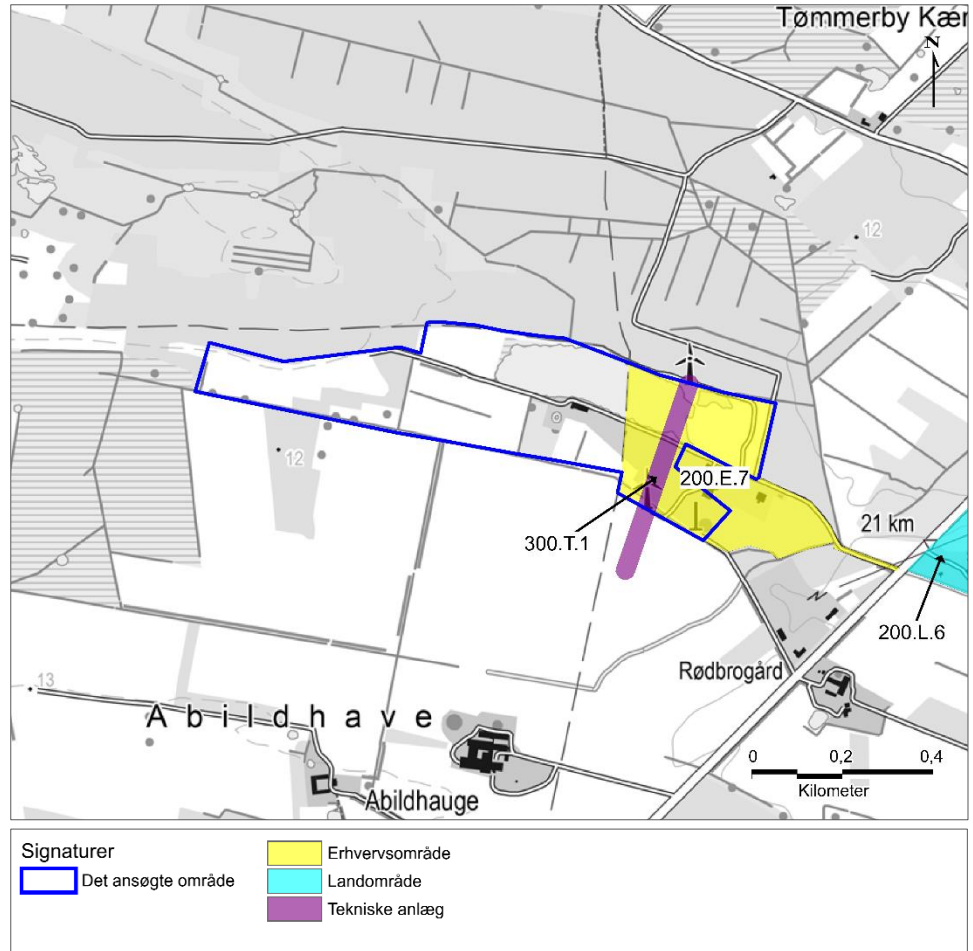 Tømmerby Kær
N
12
12
200.E.7
300.T.1
21 km
200.L.6
Rødbrogård
13
Abildhave
Abildhauge
0 0,2 0,4
Kilometer
Signaturer
Det ansøgte område
Erhvervsområde
Landområde
Tekniske anlæg